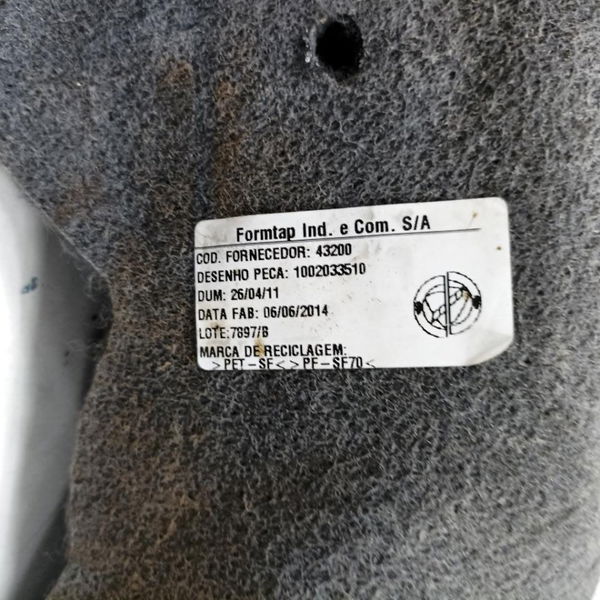 Formtap Ind. e Com. S/A
COD. FORNECEDOR: 43200
DESENHO PECA: 1002033510
DUM: 26/04/11
DATA FAB: 06/06/2014
LOTE:7897/B
MARCA DE RECICLAGEM:
>PET-SF<>PF-SF70<